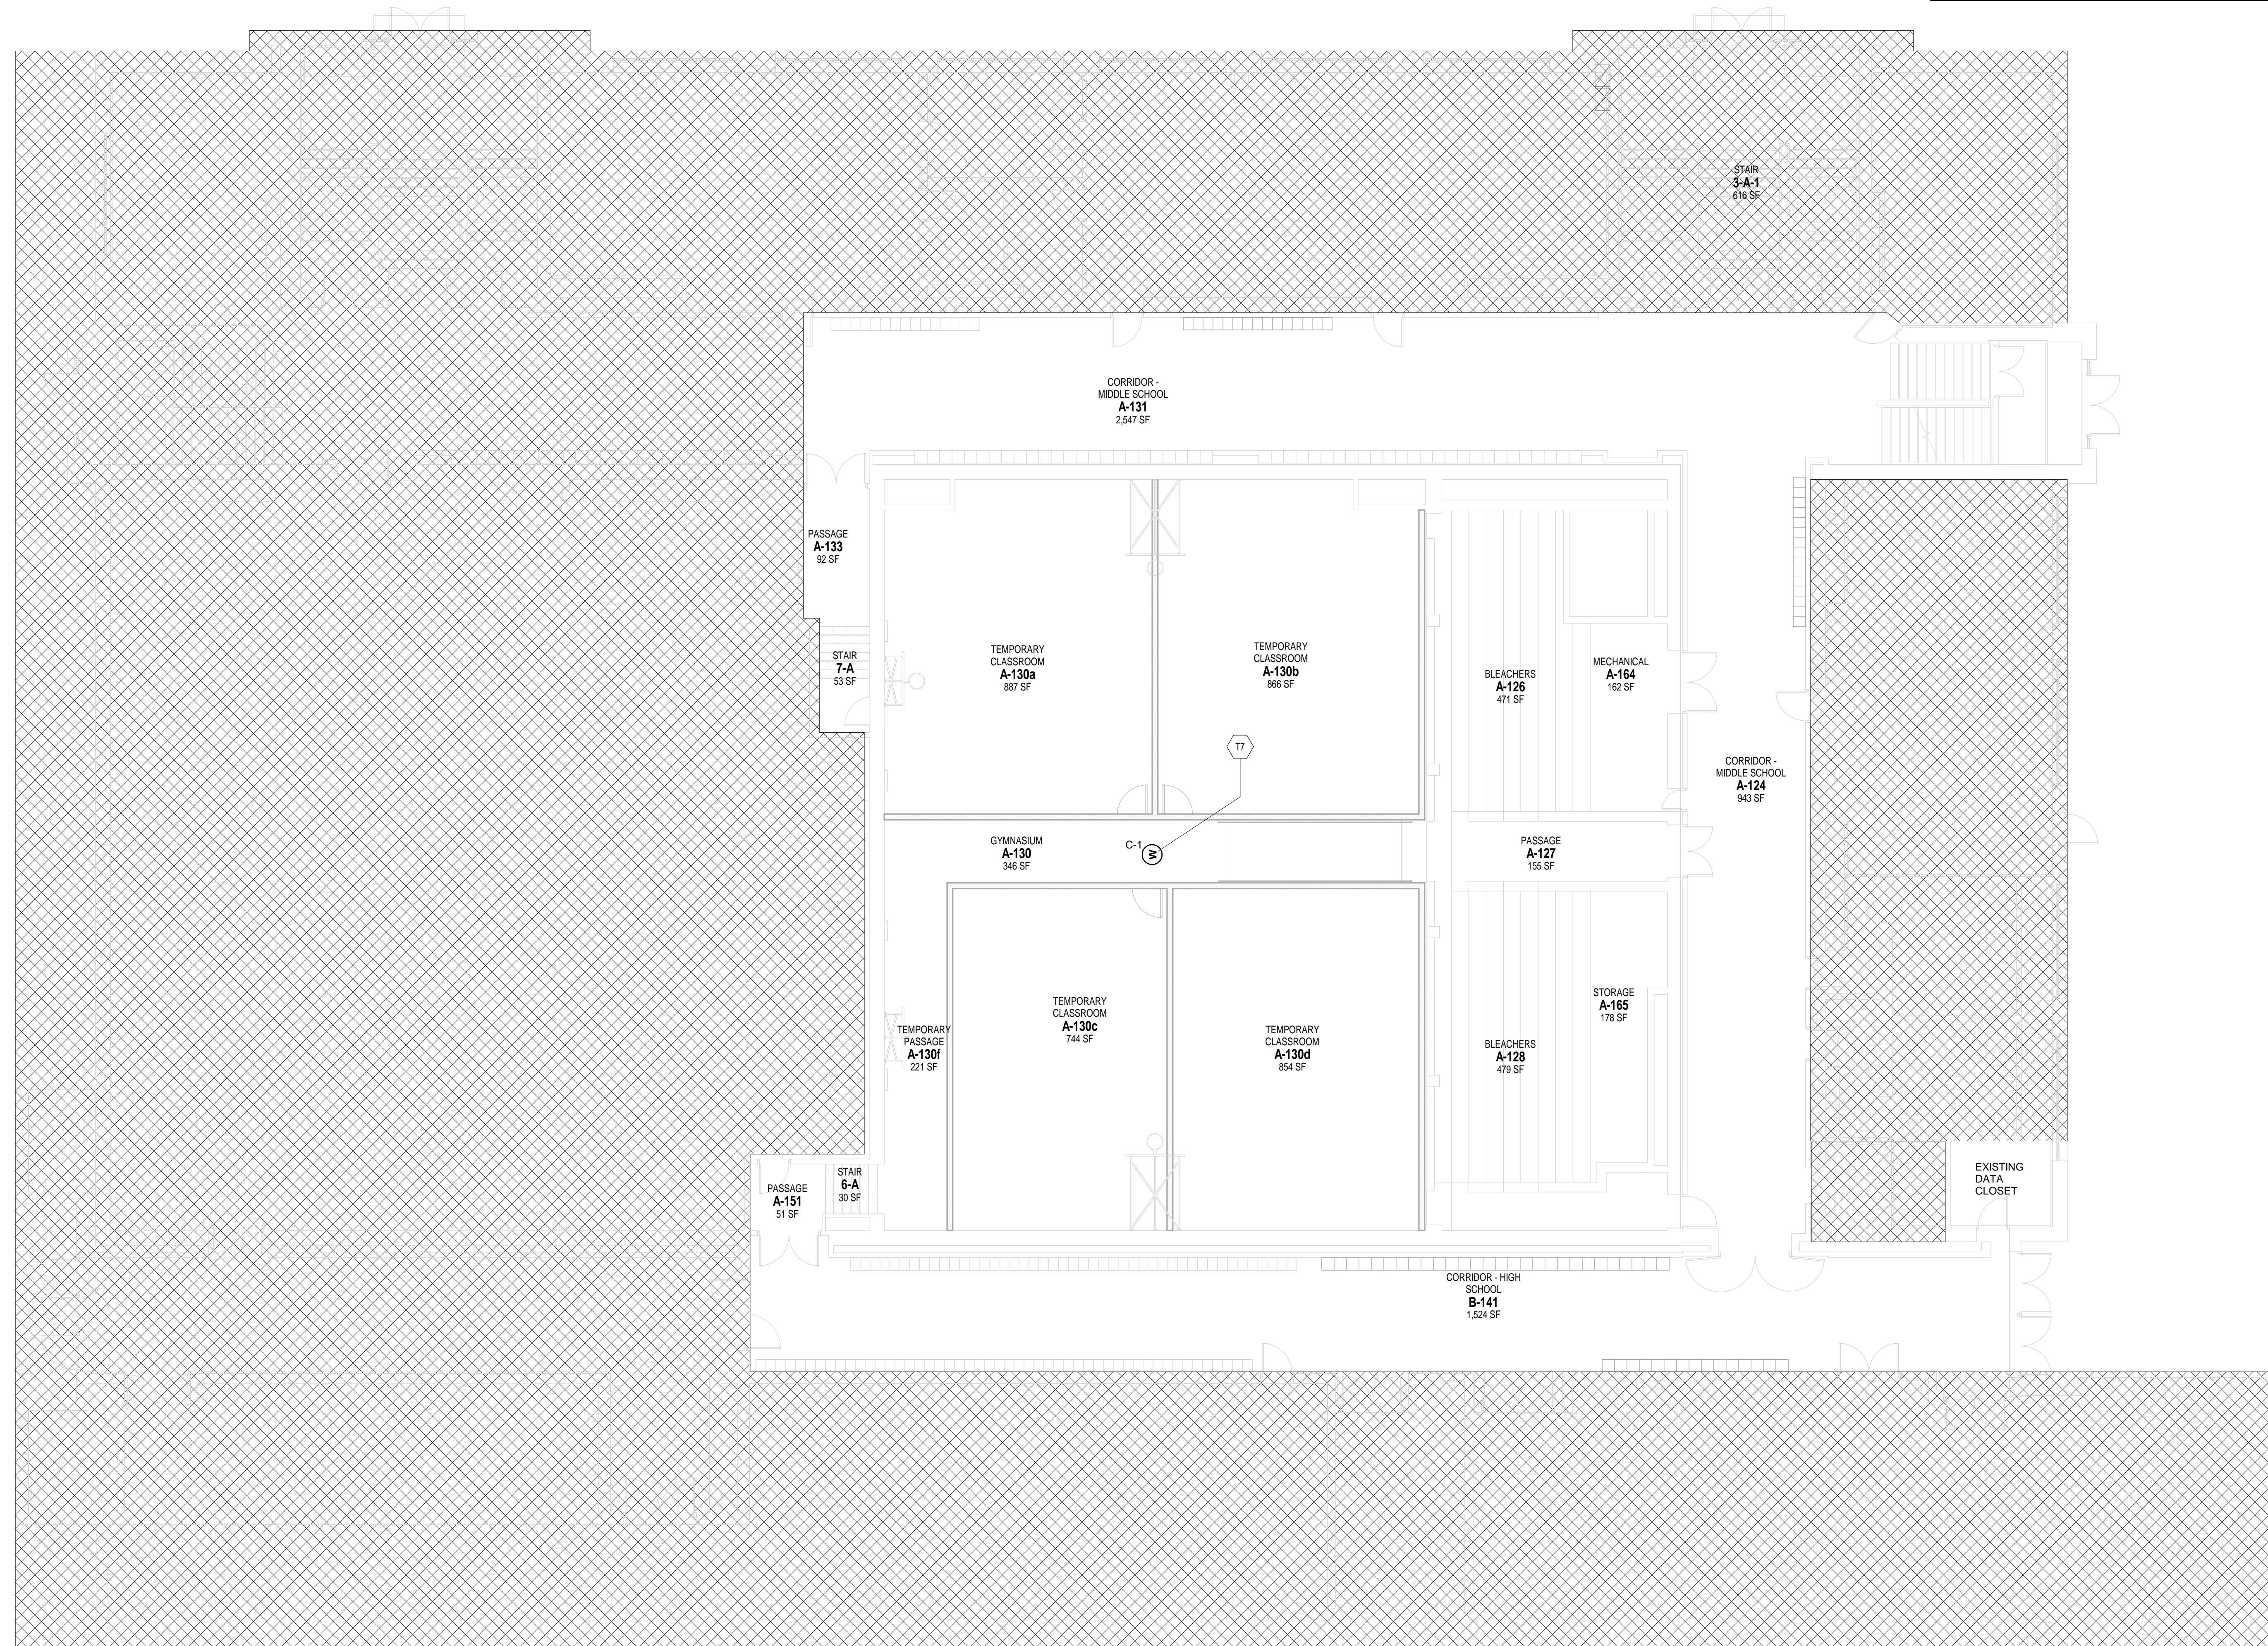 STAIR
3-A-1
616 SF
CORRIDOR -
MIDDLE SCHOOL
A-131
2,547 SF
PASSAGE
A-133
92 SF
STAIR
7-A
53 SF
TEMPORARY
CLASSROOM
A-130a
887 SF
TEMPORARY
CLASSROOM
A-130b
866 SF
BLEACHERS
A-126
471 SF
MECHANICAL
A-164
162 SF
T7
CORRIDOR -
MIDDLE SCHOOL
A-124
943 SF
GYMNASIUM
A-130
346 SF
C-1
W
PASSAGE
A-127
155 SF
TEMPORARY
PASSAGE
A-130f
221 SF
TEMPORARY
CLASSROOM
A-130c
744 SF
TEMPORARY
CLASSROOM
A-130d
854 SF
BLEACHERS
A-128
479 SF
STORAGE
A-165
178 SF
PASSAGE
A-151
51 SF
STAIR
6-A
30 SF
EXISTING
DATA
CLOSET
CORRIDOR - HIGH
SCHOOL
B-141
1,524 SF